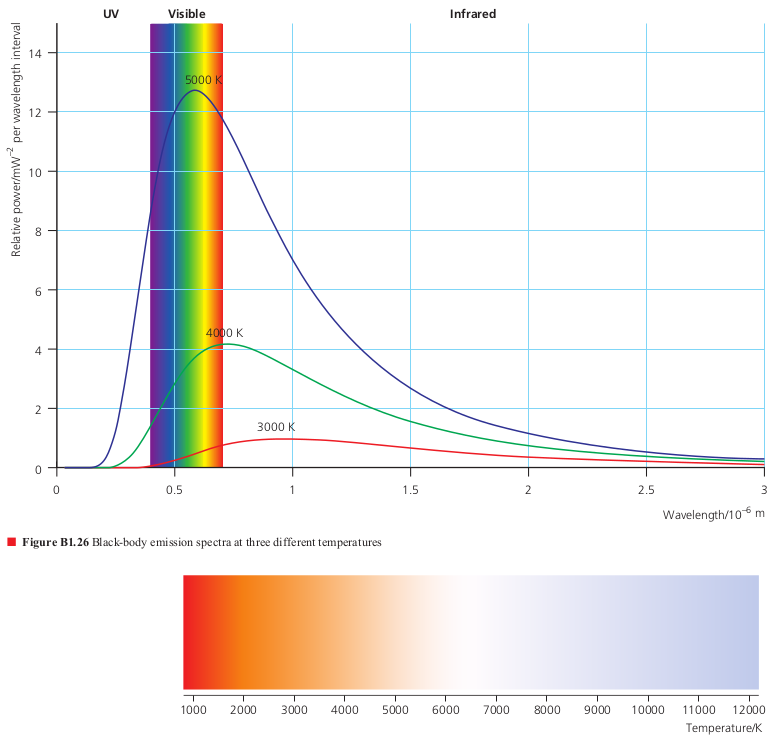 UV Visible Infrared
Relative power/mW⁻² per wavelength interval
14
12
10
8
6
4
2
0
5000 K
4000 K
3000 K
0 0.5 1 1.5 2 2.5 3
Wavelength/10⁻⁶ m
Figure B1.26 Black-body emission spectra at three different temperatures
1000 2000 3000 4000 5000 6000 7000 8000 9000 10000 11000 12000
Temperature/K